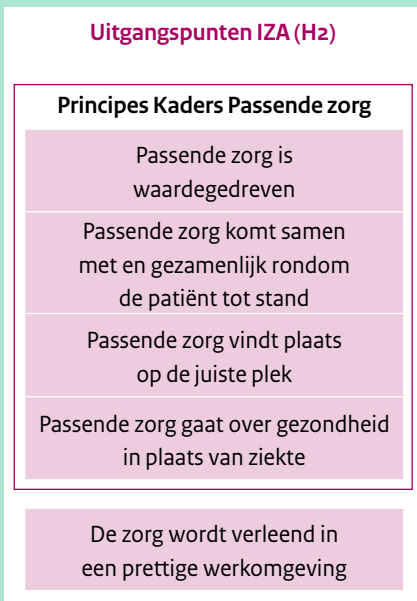 Uitgangspunten IZA (H2)
Principes Kaders Passende zorg
Passende zorg is
waardegedreven
Passende zorg komt samen
met en gezamenlijk rondom
de patiënt tot stand
Passende zorg vindt plaats
op de juiste plek
Passende zorg gaat over gezondheid
in plaats van ziekte
De zorg wordt verleend in
een prettige werkomgeving